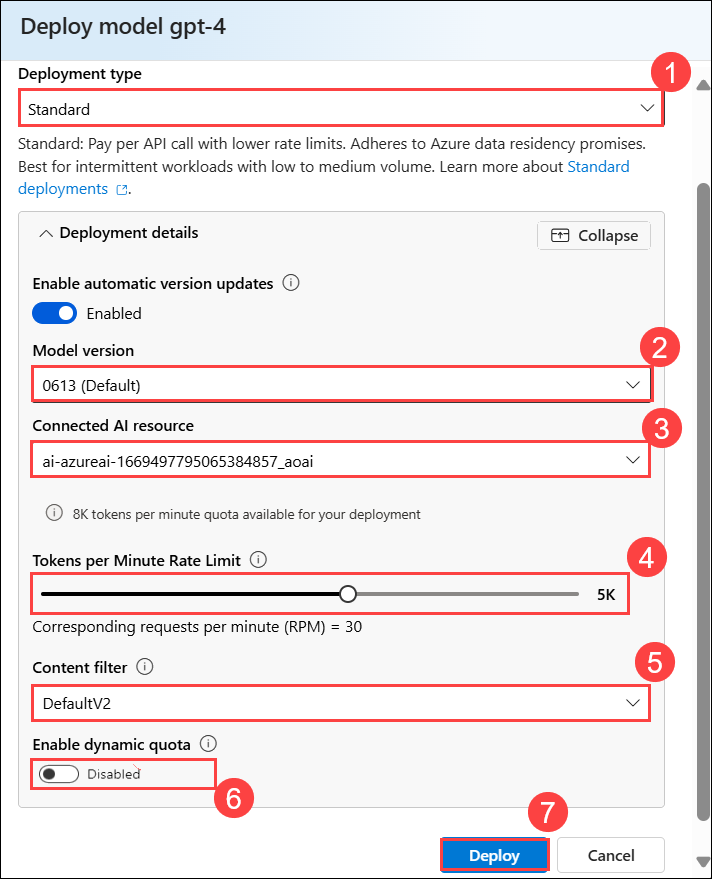 Deploy model gpt-4
Deployment type
1
Standard
Standard: Pay per API call with lower rate limits. Adheres to Azure data residency promises.
Best for intermittent workloads with low to medium volume. Learn more about Standard
deployments.
Deployment details
Collapse
Enable automatic version updates
Enabled
Model version
2
0613 (Default)
Connected AI resource
3
ai-azureai-1669497795065384857_aoai
8K tokens per minute quota available for your deployment
Tokens per Minute Rate Limit
4
5K
Corresponding requests per minute (RPM) = 30
Content filter
5
DefaultV2
Enable dynamic quota
Disabled
6
7
Deploy
Cancel